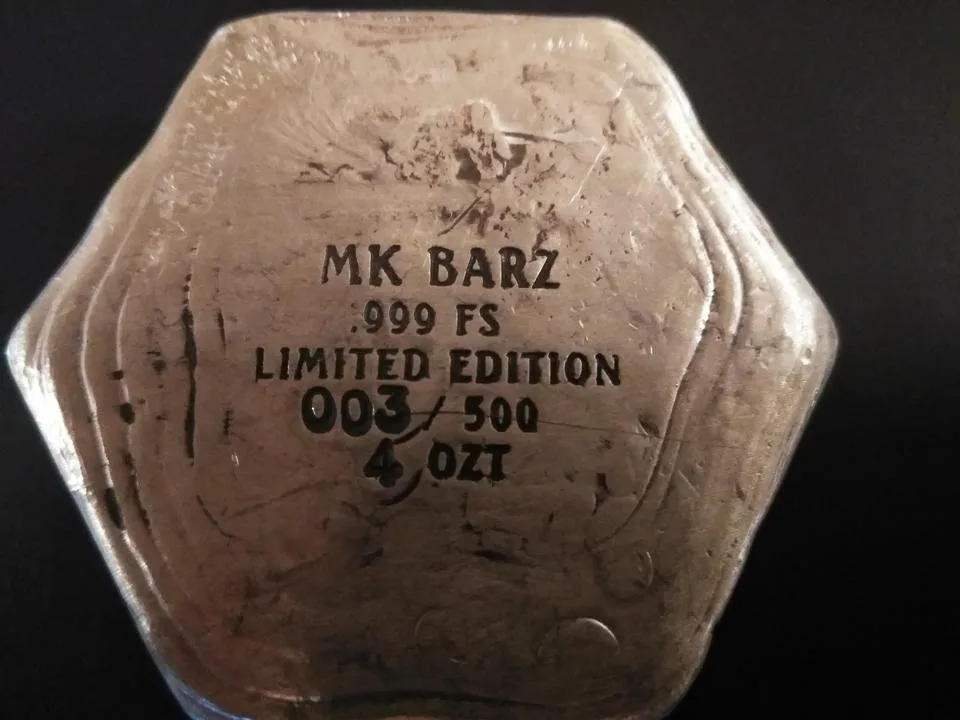 MK BARZ
.999 FS
LIMITED EDITION
003 / 500
4 OZT